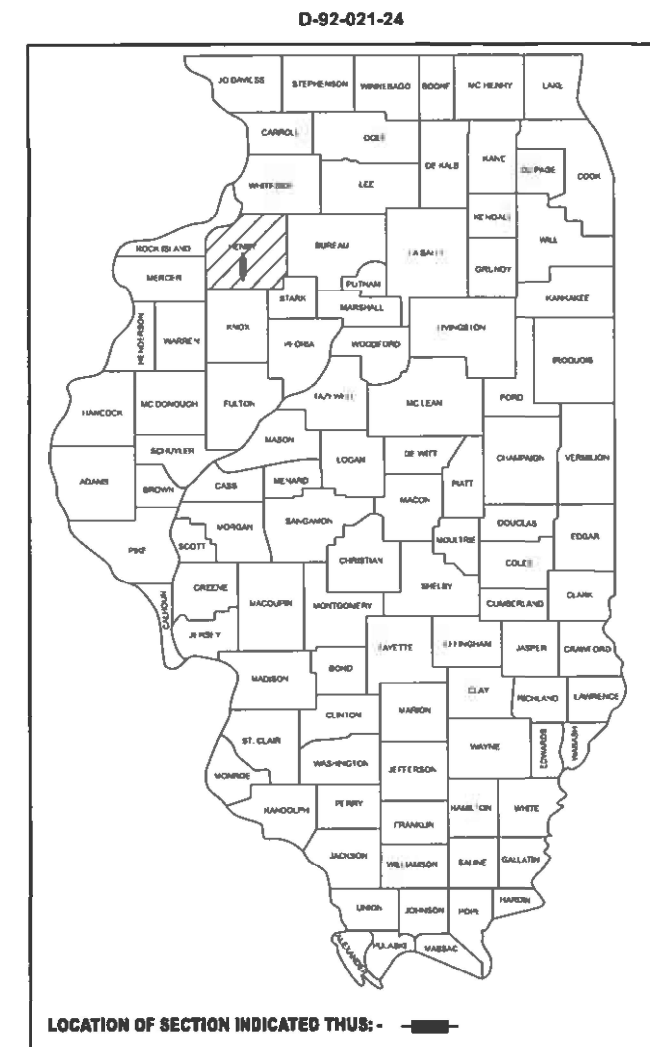 D-92-021-24
JO DAVIESS STEPHENSON WINNEBAGO BOONE MC HENRY LAKE
CARROLL OGLE DE KALB KANE DU PAGE COOK
WHITESIDE LEE
KENDALL
ROCK ISLAND HENRY BUREAU LA SALLE GRUNDY WILL
MERCER PUTNAM
STARK MARSHALL KANKAKEE
HENDERSON WARREN KNOX PEORIA WOODFORD LIVINGSTON
IROQUOIS
HANCOCK MC DONOUGH FULTON TAZEWELL MC LEAN FORD
MASON
SCHUYLER LOGAN DE WITT CHAMPAIGN VERMILION
ADAMS BROWN CASS MENARD PIATT
MACON
MORGAN SANGAMON DOUGLAS
PIKE SCOTT CHRISTIAN MOULTRIE EDGAR
COLES
GREENE MACOUPIN MONTGOMERY SHELBY CUMBERLAND CLARK
CALHOUN
JERSEY FAYETTE EFFINGHAM JASPER CRAWFORD
MADISON BOND
CLAY RICHLAND LAWRENCE
CLINTON MARION
ST. CLAIR WAYNE EDWARDS WABASH
MONROE WASHINGTON JEFFERSON
RANDOLPH PERRY HAMILTON WHITE
FRANKLIN
JACKSON WILLIAMSON SALINE GALLATIN
UNION JOHNSON POPE HARDIN
ALEXANDER PULASKI MASSAC
LOCATION OF SECTION INDICATED THUS: -